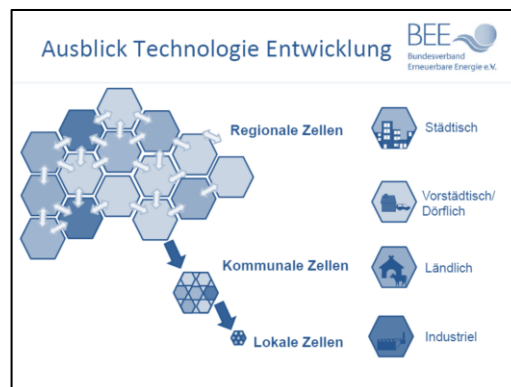 Ausblick Technologie Entwicklung
BEE
Bundesverband
Erneuerbare Energie e.V.
Regionale Zellen
Städtisch
Vorstädtisch/
Dörflich
Kommunale Zellen
Ländlich
Lokale Zellen
Industriel